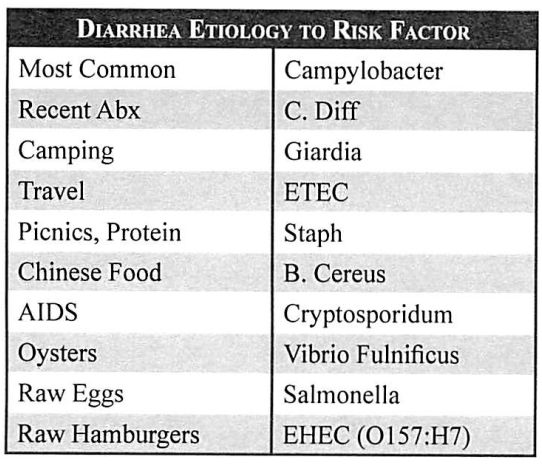 DIARRHEA ETIOLOGY TO RISK FACTOR
Most Common Campylobacter
Recent Abx C. Diff
Camping Giardia
Travel ETEC
Picnics, Protein Staph
Chinese Food B. Cereus
AIDS Cryptosporidum
Oysters Vibrio Fulnificus
Raw Eggs Salmonella
Raw Hamburgers EHEC (O157:H7)